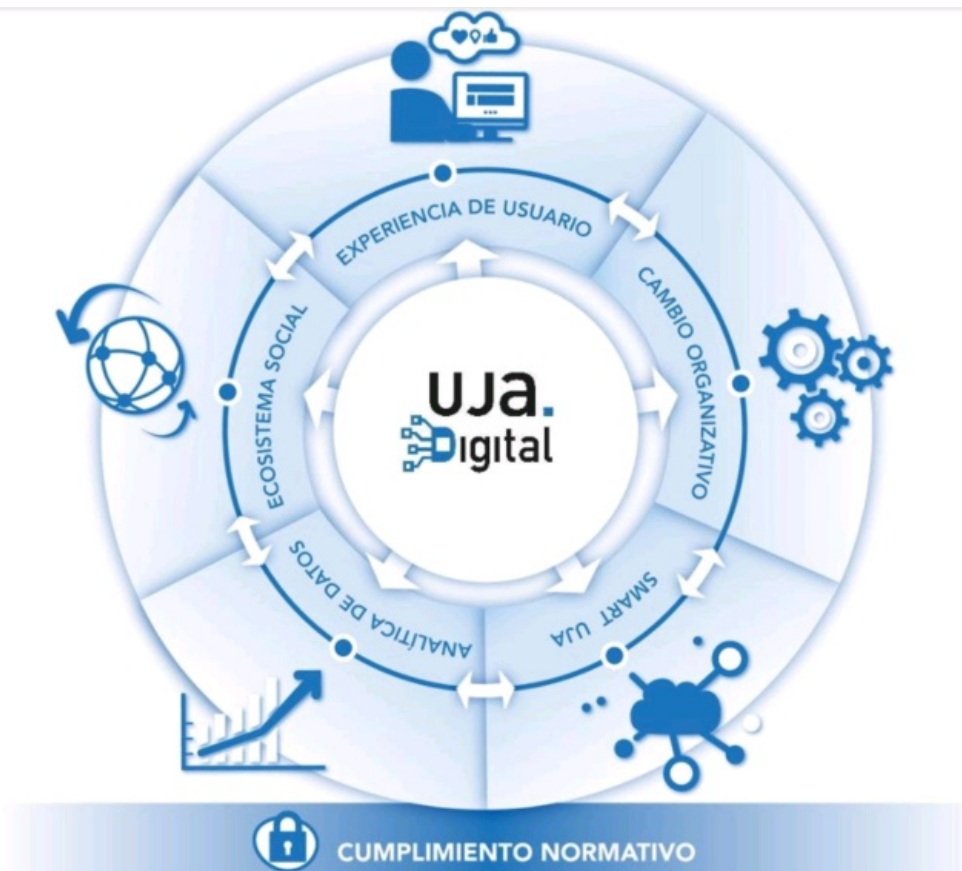 EXPERIENCIA DE USUARIO
CAMBIO ORGANIZATIVO
SMART UJA
ANALÍTICA DE DATOS
ECOSISTEMA SOCIAL
UJa.
Digital
CUMPLIMIENTO NORMATIVO